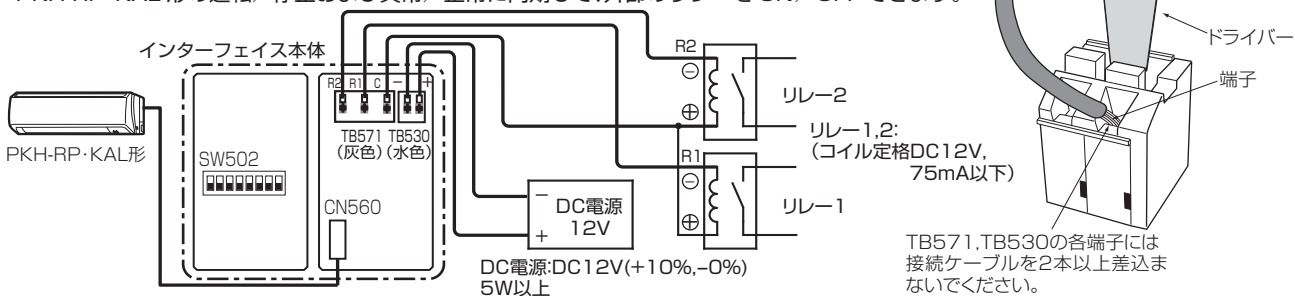 インターフェイス本体
R2 R1 C − +
TB571 TB530
(灰色) (水色)
SW502
CN560
PKH-RP・KAL形
DC電源
12V
− +
DC電源:DC12V(+10%,−0%)
5W以上
R2
⊖
⊕
リレー2
リレー1,2:
(コイル定格DC12V,
75mA以下)
R1
⊖
⊕
リレー1
ドライバー
端子
TB571,TB530の各端子には
接続ケーブルを2本以上差込ま
ないでください。